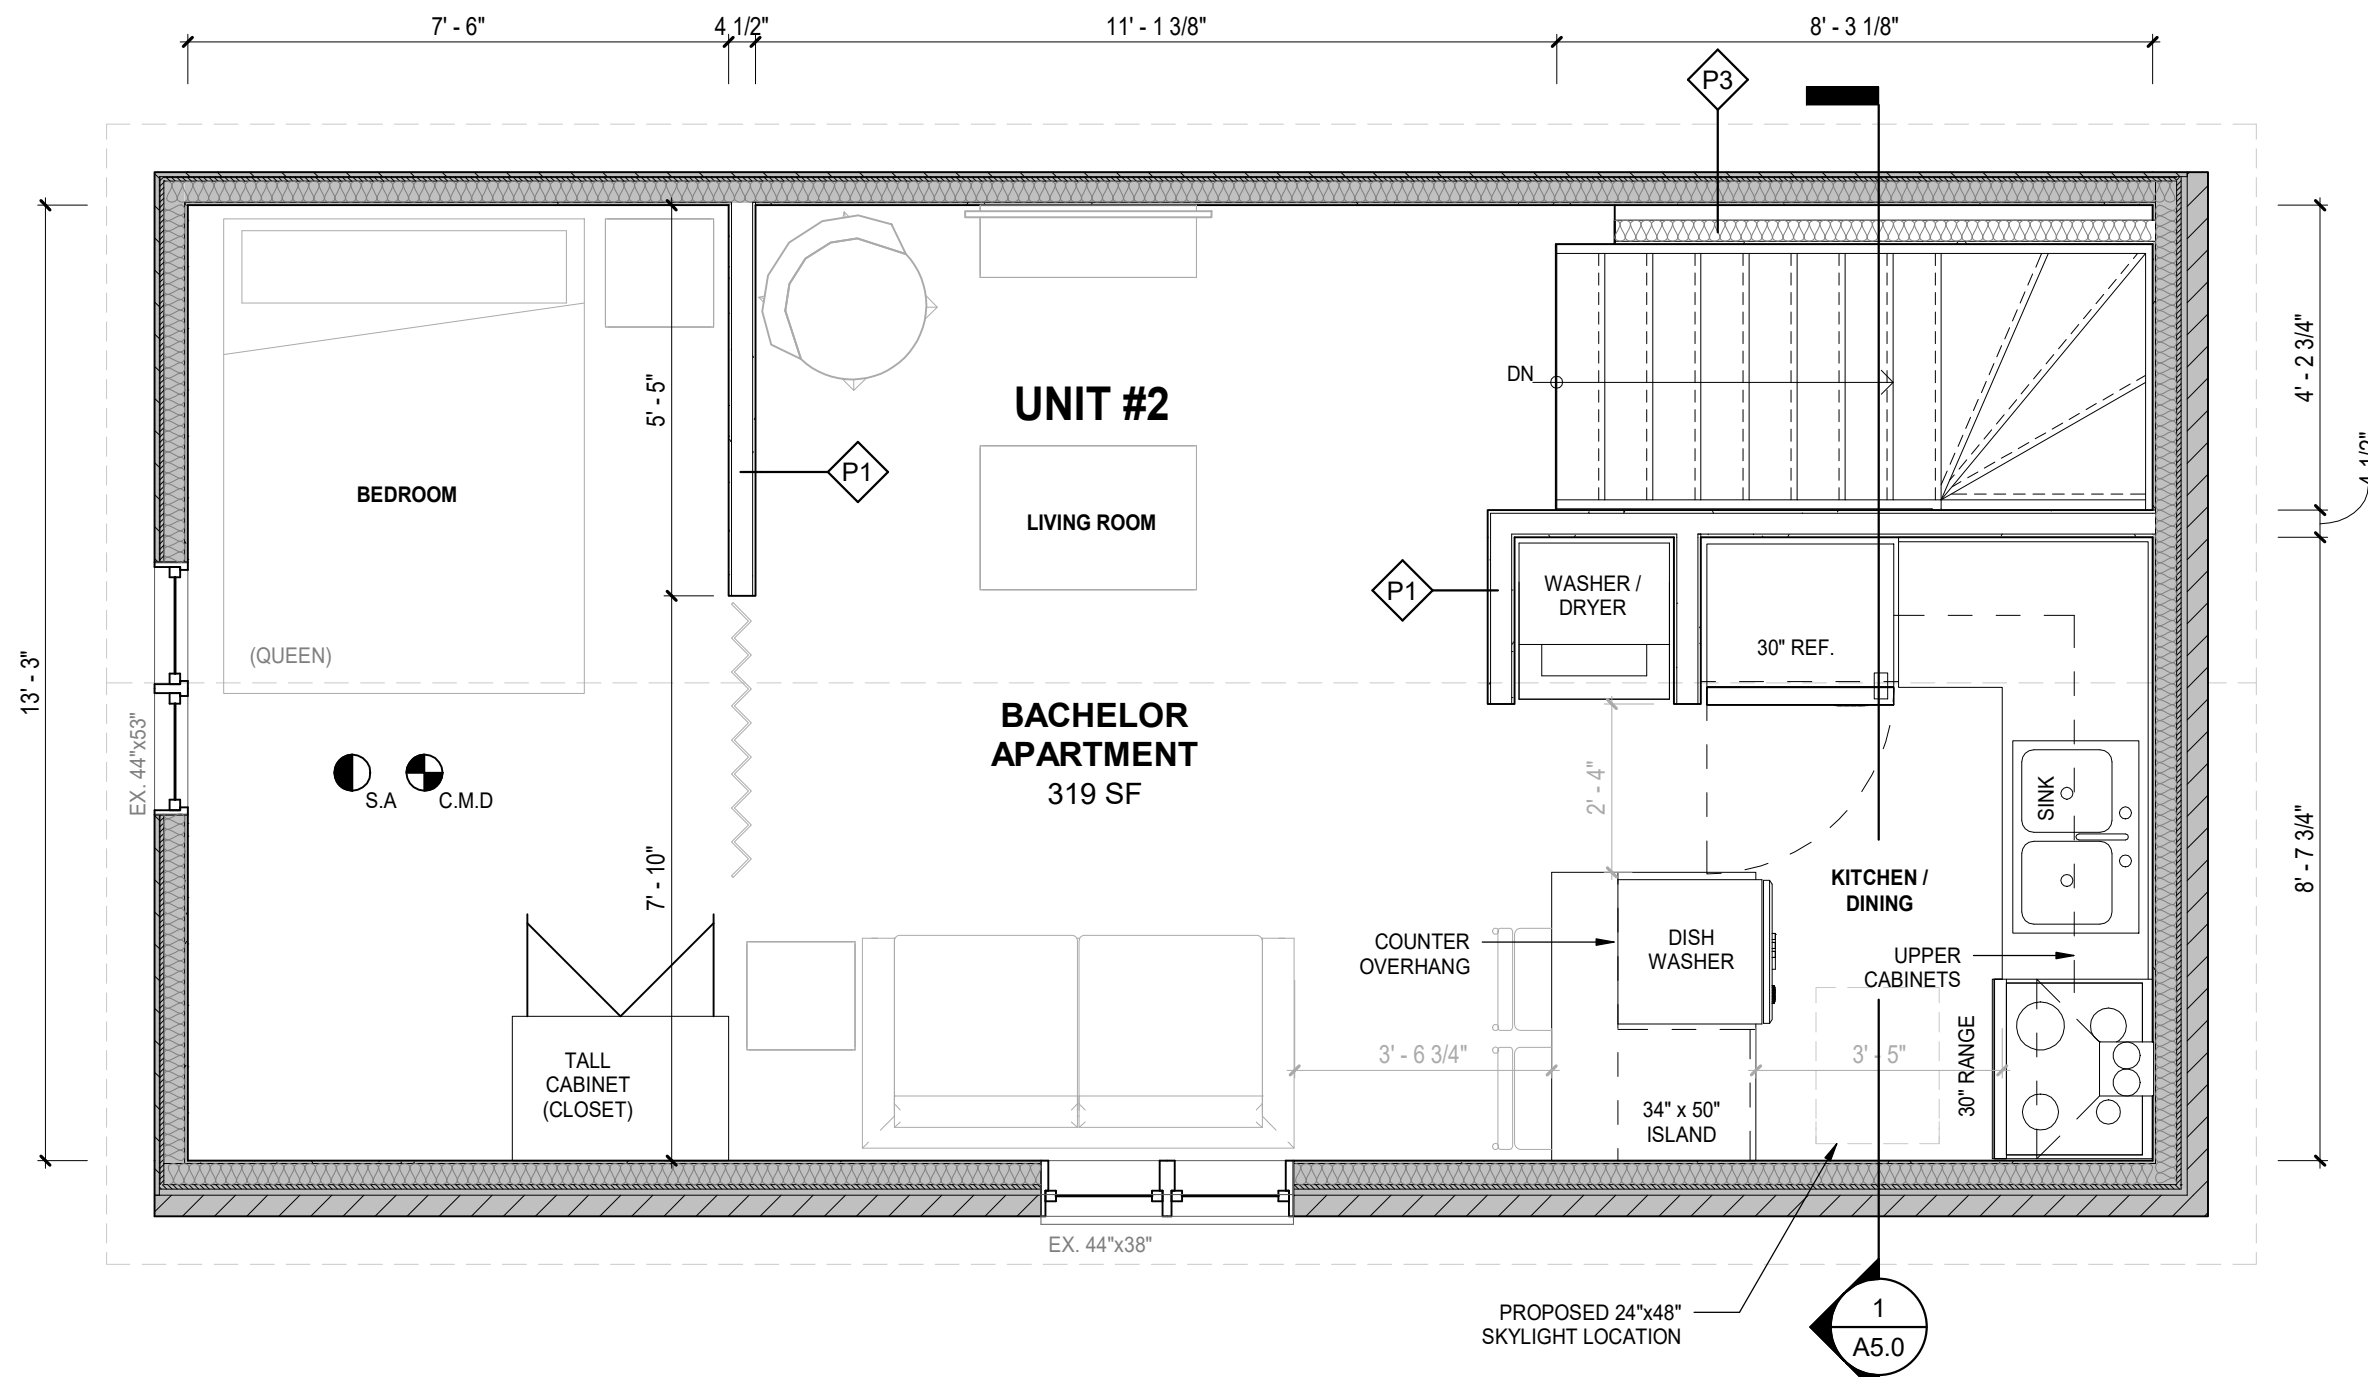 7' - 6"
4 1/2"
11' - 1 3/8"
8' - 3 1/8"
P3
4' - 2 3/4"
4 1/2"
DN
5' - 5"
UNIT #2
P1
BEDROOM
LIVING ROOM
P1
WASHER /
DRYER
30" REF.
(QUEEN)
13' - 3"
EX. 44"x53"
BACHELOR
APARTMENT
319 SF
S.A
C.M.D
2' - 4"
SINK
8' - 7 3/4"
7' - 10"
KITCHEN /
DINING
COUNTER
OVERHANG
DISH
WASHER
UPPER
CABINETS
TALL
CABINET
(CLOSET)
3' - 6 3/4"
3' - 5"
30" RANGE
34" x 50"
ISLAND
EX. 44"x38"
PROPOSED 24"x48"
SKYLIGHT LOCATION
1
A5.0